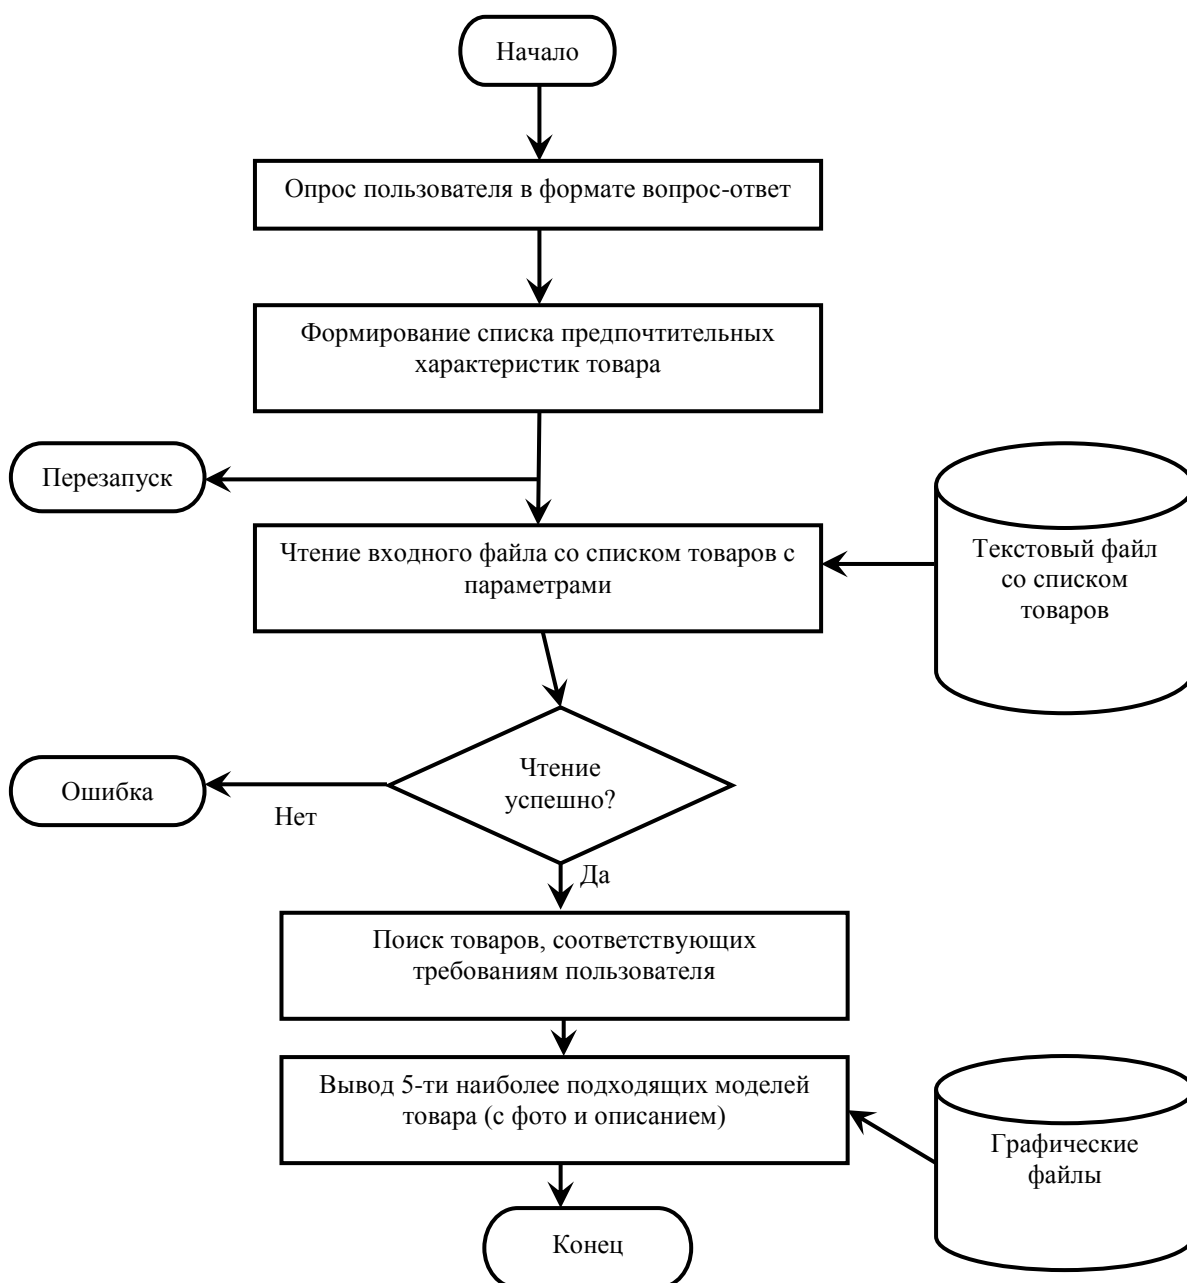 Начало
Опрос пользователя в формате вопрос-ответ
Формирование списка предпочтительных
характеристик товара
Перезапуск
Чтение входного файла со списком товаров с
параметрами
Текстовый файл
со списком
товаров
Чтение
успешно?
Ошибка
Нет
Да
Поиск товаров, соответствующих
требованиям пользователя
Вывод 5-ти наиболее подходящих моделей
товара (с фото и описанием)
Графические
файлы
Конец